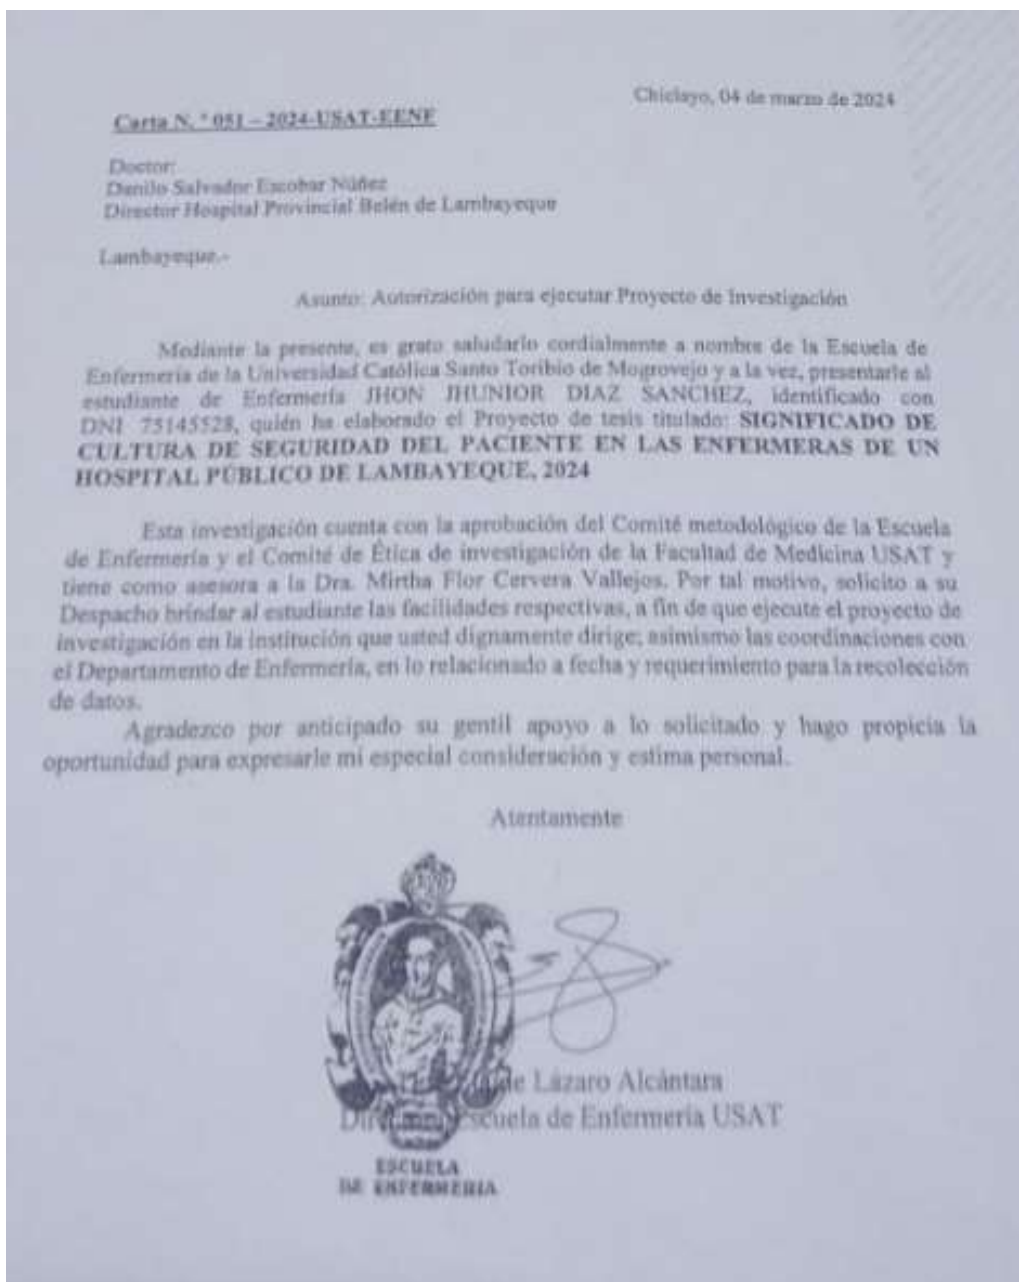 Chiclayo, 04 de marzo de 2024
Carta N. ° 051 – 2024-USAT-EENF
Doctor:
Danilo Salvador Escobar Núñez
Director Hospital Provincial Belén de Lambayeque
Lambayeque.-
Asunto: Autorización para ejecutar Proyecto de Investigación
Mediante la presente, es grato saludarlo cordialmente a nombre de la Escuela de
Enfermería de la Universidad Católica Santo Toribio de Mogrovejo y a la vez, presentarle al
estudiante de Enfermería JHON JHUNIOR DIAZ SANCHEZ, identificado con
DNI 75145528, quién ha elaborado el Proyecto de tesis titulado: SIGNIFICADO DE
CULTURA DE SEGURIDAD DEL PACIENTE EN LAS ENFERMERAS DE UN
HOSPITAL PÚBLICO DE LAMBAYEQUE, 2024
Esta investigación cuenta con la aprobación del Comité metodológico de la Escuela
de Enfermería y el Comité de Ética de investigación de la Facultad de Medicina USAT y
tiene como asesora a la Dra. Mirtha Flor Cervera Vallejos. Por tal motivo, solicito a su
Despacho brindar al estudiante las facilidades respectivas, a fin de que ejecute el proyecto de
investigación en la institución que usted dignamente dirige; asimismo las coordinaciones con
el Departamento de Enfermería, en lo relacionado a fecha y requerimiento para la recolección
de datos.
Agradezco por anticipado su gentil apoyo a lo solicitado y hago propicia la
oportunidad para expresarle mi especial consideración y estima personal.
Atentamente
de Lázaro Alcántara
Escuela de Enfermería USAT
ESCUELA
DE ENFERMERIA